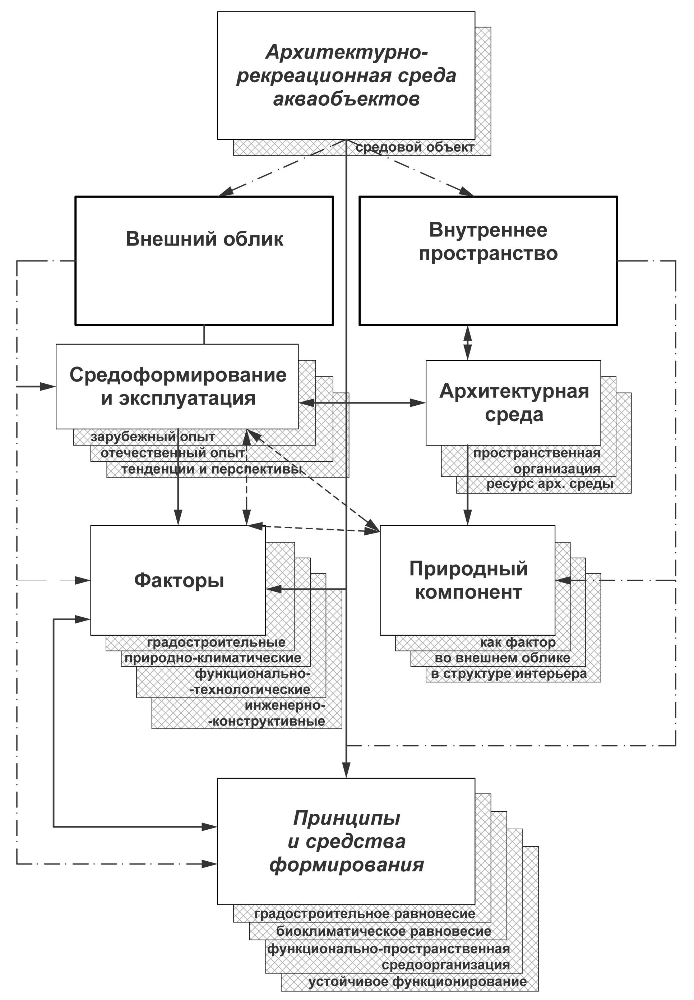 Архитектурно-
рекреационная среда
акваобъектов
средовой объект
Внешний облик
Внутреннее
пространство
Средоформирование
и эксплуатация
зарубежный опыт
отечественный опыт
тенденции и перспективы
Архитектурная
среда
пространственная
организация
ресурс арх. среды
Факторы
градостроительные
природно-климатические
функционально-
-технологические
инженерно-
-конструктивные
Природный
компонент
как фактор
во внешнем облике
в структуре интерьера
Принципы
и средства
формирования
градостроительное равновесие
биоклиматическое равновесие
функционально-пространственная
средоорганизация
устойчивое функционирование